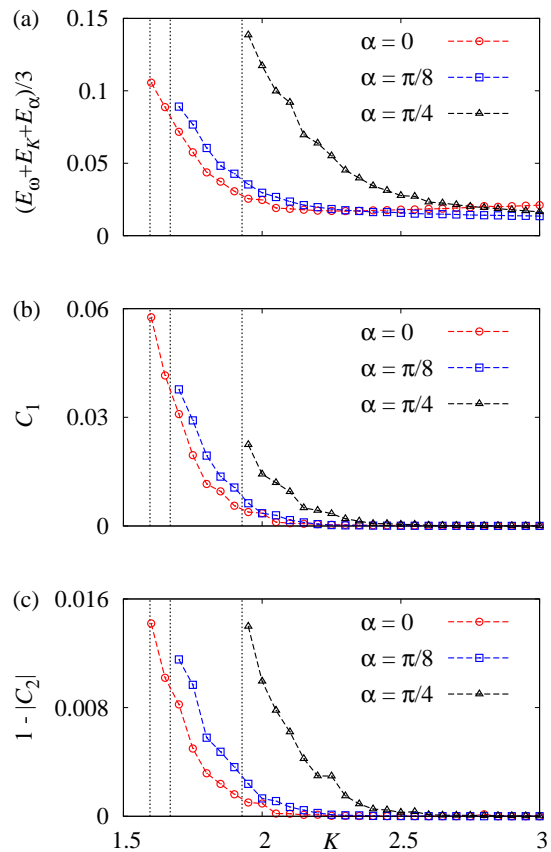 (a)
(E_ω+E_K+E_α)/3
0.15
0.1
0.05
0
α = 0
α = π/8
α = π/4
(b)
C_1
0.06
0.03
0
α = 0
α = π/8
α = π/4
(c)
1 - |C_2|
0.016
0.008
0
α = 0
α = π/8
α = π/4
1.5 2 K 2.5 3